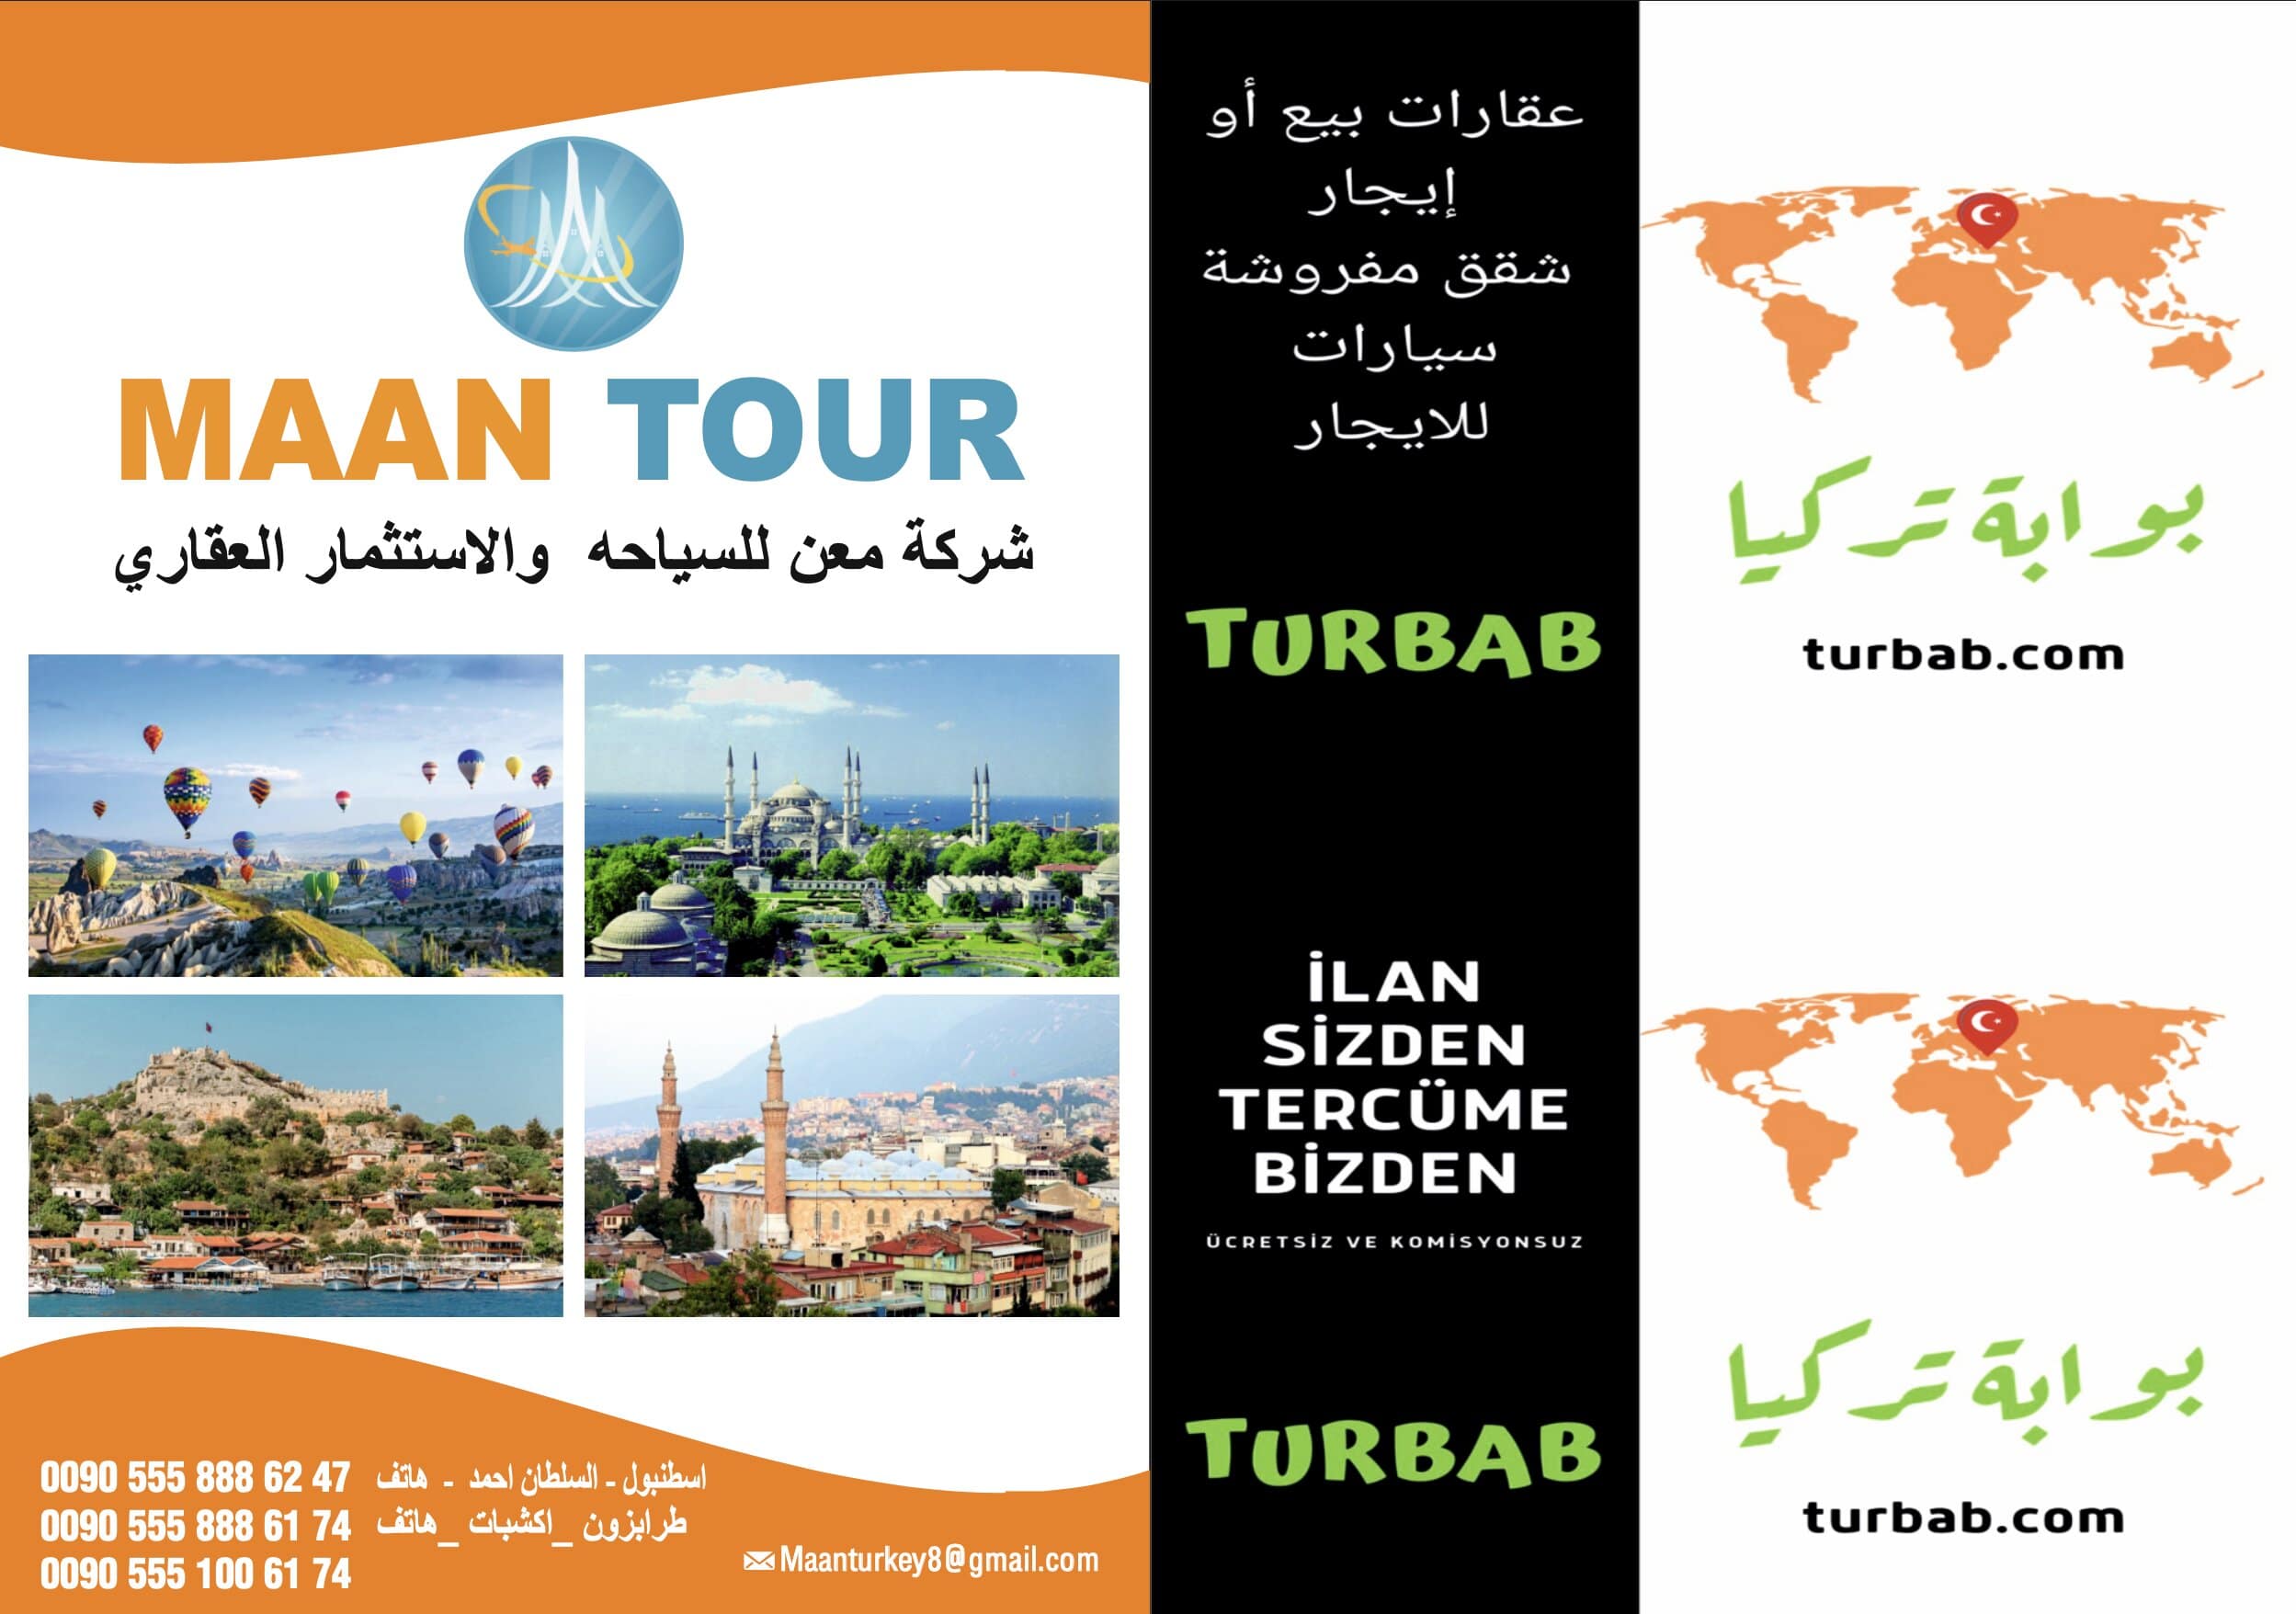 MAAN TOUR
شركة معن للسياحه والاستثمار العقاري
اسطنبول - السلطان احمد - هاتف 0090 555 888 62 47
طرابزون _ اكشبات _ هاتف 0090 555 888 61 74
0090 555 100 61 74
Maanturkey8@gmail.com
عقارات بيع أو
إيجار
شقق مفروشة
سيارات
للايجار
TURBAB
İLAN
SİZDEN
TERCÜME
BİZDEN
ÜCRETSİZ VE KOMİSYONSUZ
TURBAB
بوابة تركيا
turbab.com
بوابة تركيا
turbab.com